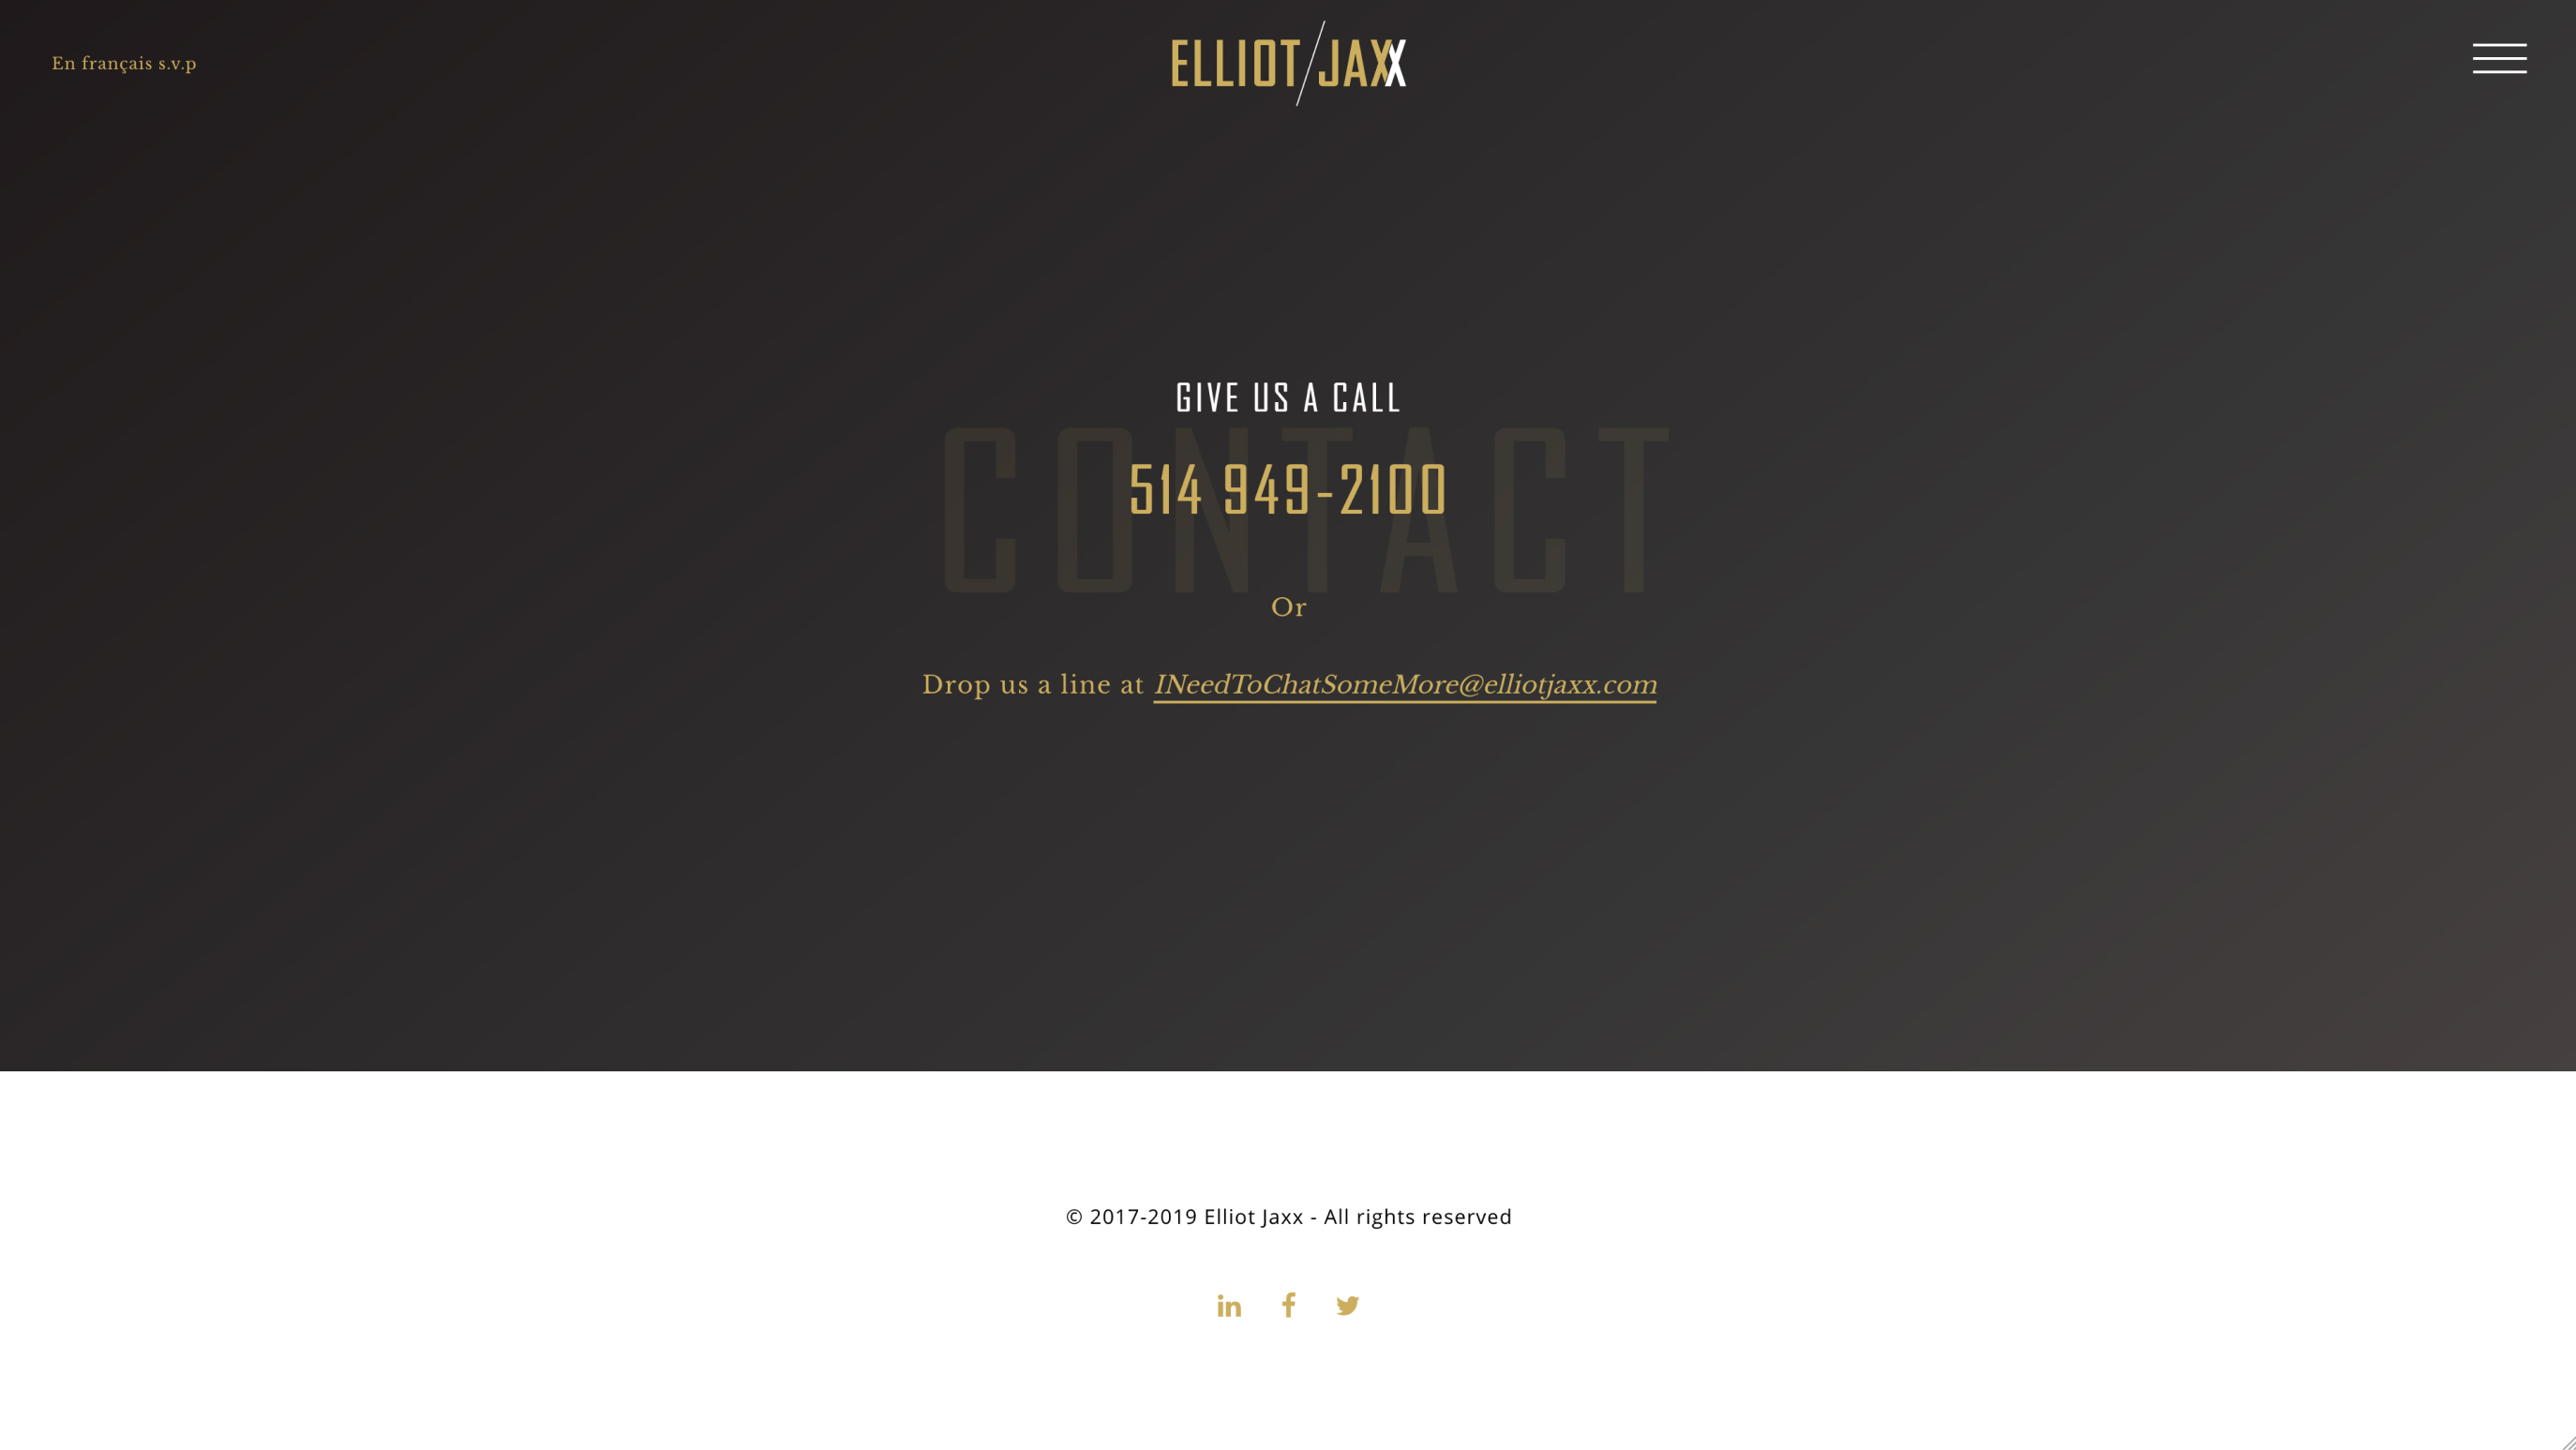 En français s.v.p
ELLIOT/JAXX
GIVE US A CALL
CONTACT
514 949-2100
Or
Drop us a line at INeedToChatSomeMore@elliotjaxx.com
© 2017-2019 Elliot Jaxx - All rights reserved